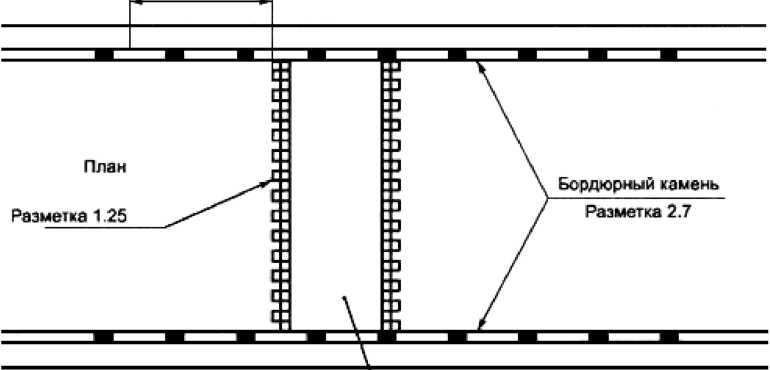 План
Разметка 1.25
Бордюрный камень
Разметка 2.7